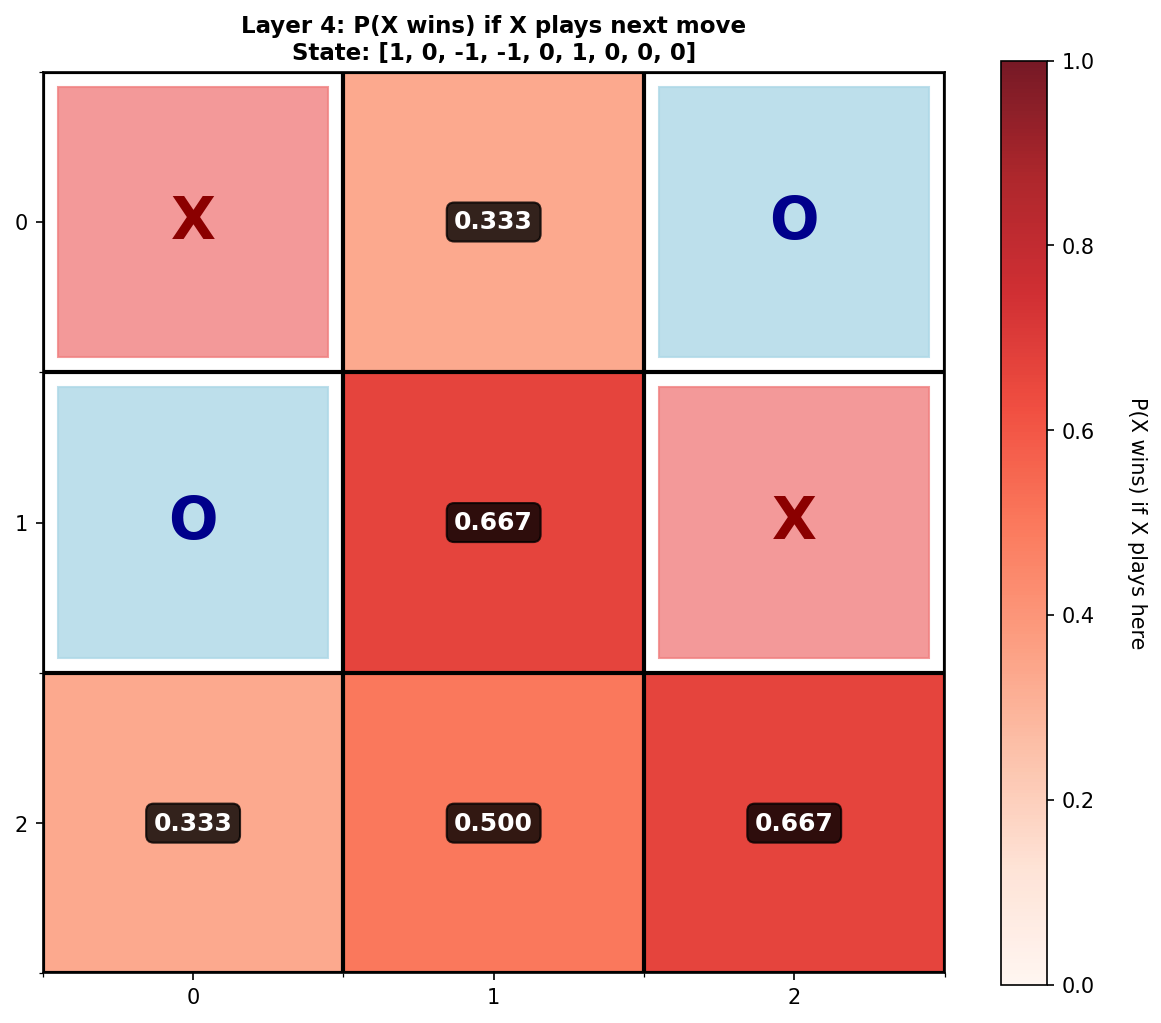 Layer 4: P(X wins) if X plays next move
State: [1, 0, -1, -1, 0, 1, 0, 0, 0]
X
0.333
O
O
0.667
X
0.333
0.500
0.667
0
1
2
0
1
2
1.0
0.8
0.6
0.4
0.2
0.0
P(X wins) if X plays here